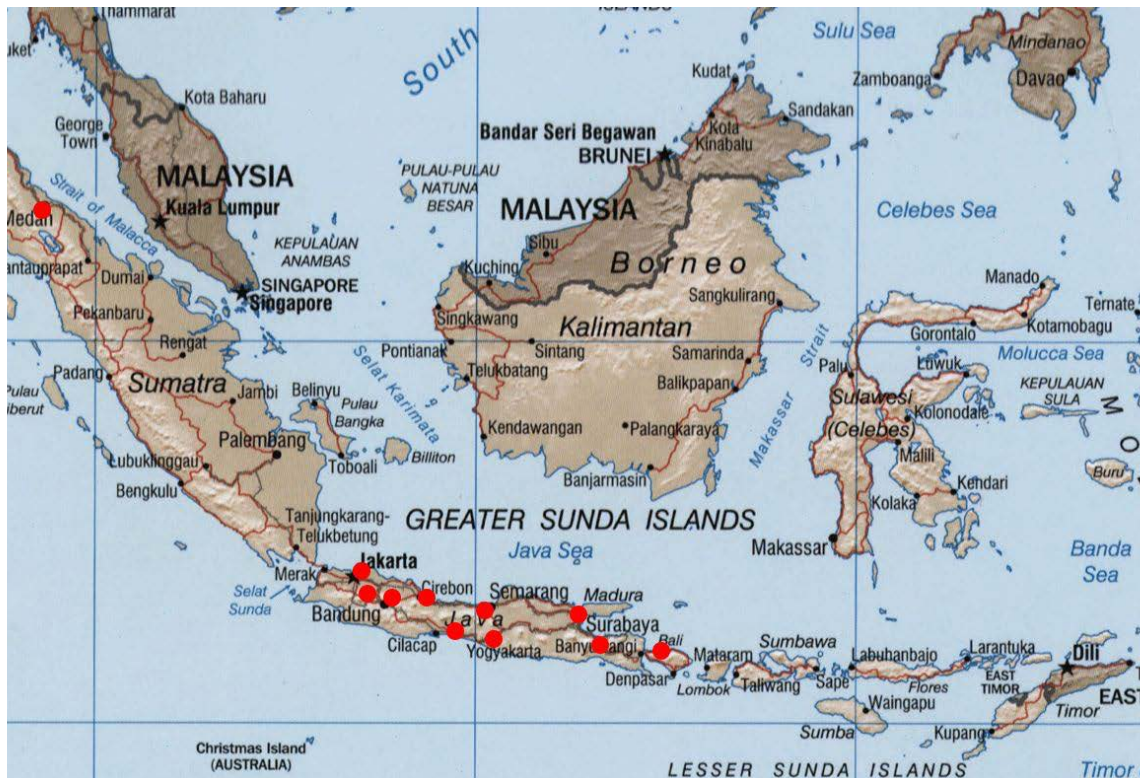 Thammarat
ISLANDS
Sulu Sea
Mindanao
Zamboanga
Davao
South
Kudat
Kota Baharu
Sandakan
George
Town
Bandar Seri Begawan
BRUNEI
Kota
Kinabalu
MALAYSIA
PULAU-PULAU
NATUNA
BESAR
Strait of Malacca
Medan
Kuala Lumpur
MALAYSIA
Celebes Sea
KEPULAUAN
ANAMBAS
Sibu
Borneo
antauprapat
Dumai
Kuching
SINGAPORE
Singapore
Manado
Sangkulirang
Ternate
Pekanbaru
Singkawang
Kalimantan
Gorontalo
Kotamobagu
Rengat
Pontianak
Sintang
Strait
Molucca Sea
Samarinda
Selat Karimata
Palu
Luwuk
Padang
Sumatra
Telukbatang
Balikpapan
KEPULAUAN
SULA
Pulau
iberut
Jambi
Belinyu
Pulau
Bangka
Sulawesi
(Celebes)
Kolonodale
M
O
Kendawangan
Palangkaraya
Makassar
Palembang
Billiton
Malili
Lubuklinggau
Toboali
Banjarmasin
Buru
Bengkulu
Kolaka
Kendari
Tanjungkarang-
Telukbetung
GREATER SUNDA ISLANDS
Makassar
Java Sea
Banda
Sea
Merak
Jakarta
Selat
Sunda
Cirebon
Semarang
Madura
Bandung
Java
Surabaya
Cilacap
Yogyakarta
Bali
Sumbawa
Larantuka
Dili
Mataram
Labuhanbajo
Denpasar
Lombok
Taliwang
Sape
Flores
EAST
TIMOR
EAST
Waingapu
Timor
Sumba
Kupang
Christmas Island
(AUSTRALIA)
LESSER SUNDA ISLANDS
Timor